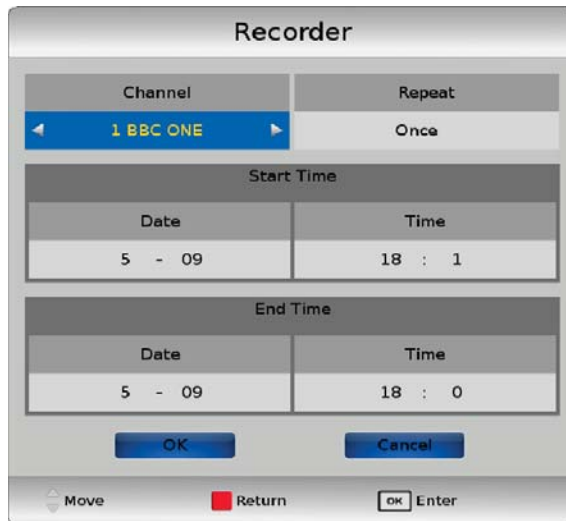 Recorder
Channel Repeat
1 BBC ONE Once
Start Time
Date Time
5 - 09 18 : 1
End Time
Date Time
5 - 09 18 : 0
OK Cancel
Move Return OK Enter